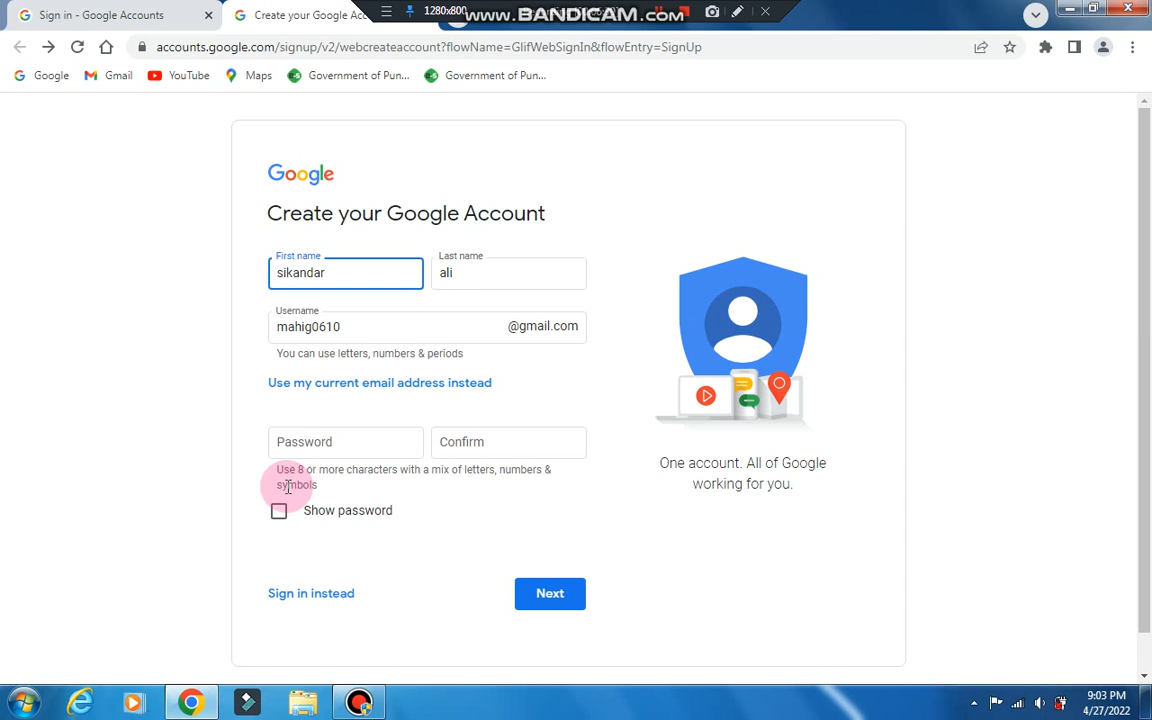 Sign in - Google Accounts
Create your Google Acc
1280x800
www.BANDICAM.com
accounts.google.com/signup/v2/webcreateaccount?flowName=GlifWebSignIn&flowEntry=SignUp
Google
Gmail
YouTube
Maps
Government of Pun...
Government of Pun...
Google
Create your Google Account
First name
Last name
sikandar
ali
Username
mahig0610
@gmail.com
You can use letters, numbers & periods
Use my current email address instead
Password
Confirm
Use 8 or more characters with a mix of letters, numbers &
symbols
Show password
One account. All of Google
working for you.
Sign in instead
Next
9:03 PM
4/27/2022